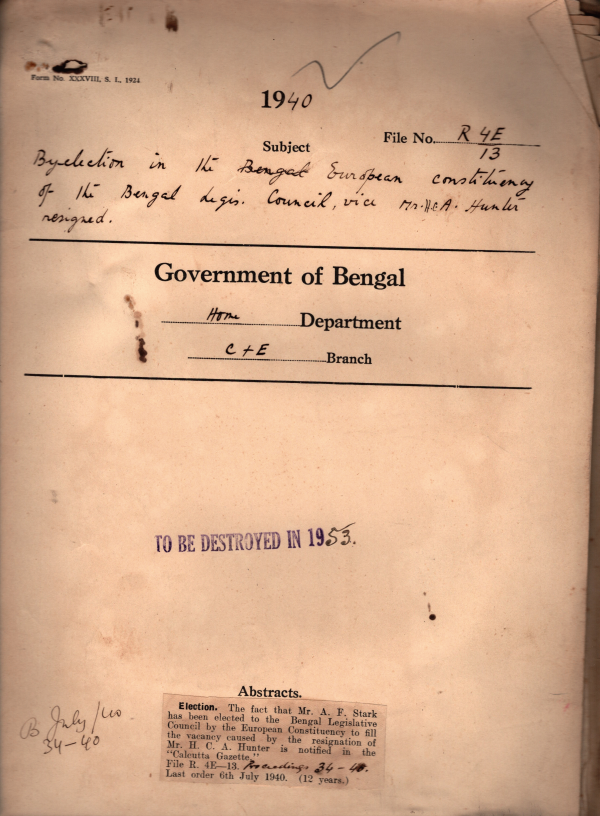 Form No. XXXVIII, S. I., 1924
1940
File No. R 4E/13
Subject
By-election in the Bengal European constituency
of the Bengal Legis. Council, vice Mr. H.C.A. Hunter
resigned.
Government of Bengal
Home Department
C + E Branch
TO BE DESTROYED IN 1953.
B July/40
34-40
Abstracts.
Election. The fact that Mr. A. F. Stark
has been elected to the Bengal Legislative
Council by the European Constituency to fill
the vacancy caused by the resignation of
Mr. H. C. A. Hunter is notified in the
"Calcutta Gazette."
File R. 4E—13. Proceedings 34-40.
Last order 6th July 1940. (12 years.)